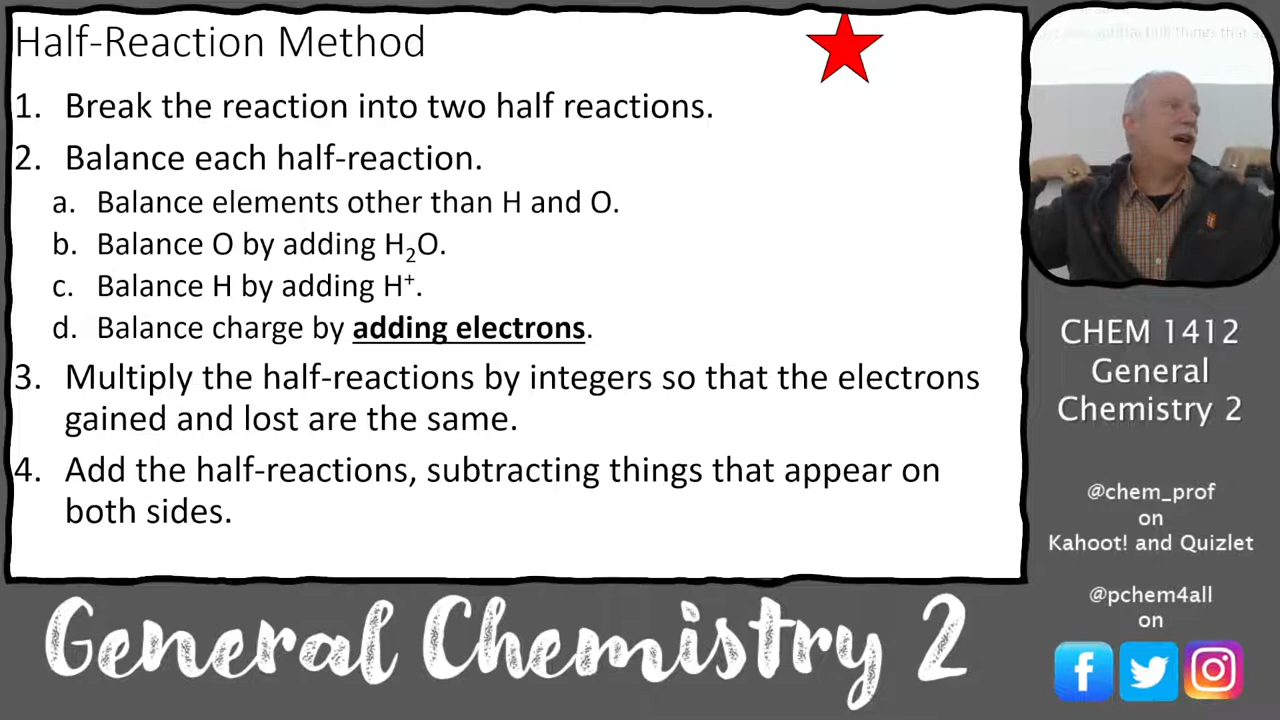 Half-Reaction Method
1. Break the reaction into two half reactions.
2. Balance each half-reaction.
a. Balance elements other than H and O.
b. Balance O by adding H₂O.
c. Balance H by adding H⁺.
d. Balance charge by adding electrons.
3. Multiply the half-reactions by integers so that the electrons
gained and lost are the same.
4. Add the half-reactions, subtracting things that appear on
both sides.
CHEM 1412
General
Chemistry 2
@chem_prof
on
Kahoot! and Quizlet
@pchem4all
on
General Chemistry 2